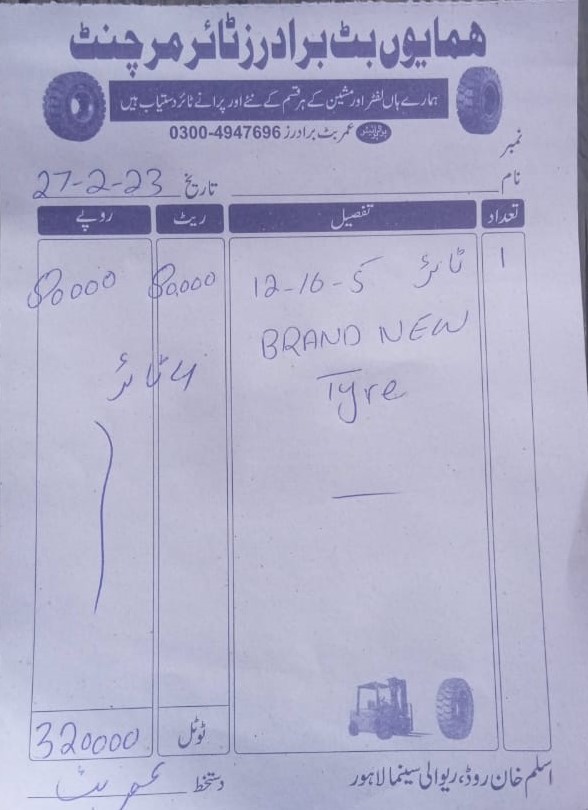 ھمایوں بٹ برادرز ٹائر مرچنٹ
ہمارے ہاں لفٹر اور مشین کے ہر قسم کے نئے اور پرانے ٹائر دستیاب ہیں
پروپرائیٹر عمر بٹ برادرز 0300-4947696
نمبر
نام تاریخ 27-2-23
تعداد تفصیل ریٹ روپے
1 ٹائر 12-16-5 80,000 80000
BRAND NEW
4 ٹائر
Tyre
ٹوٹل 320000
دستخط عمر بٹ
اسلم خان روڈ، ریوالی سینما لاہور